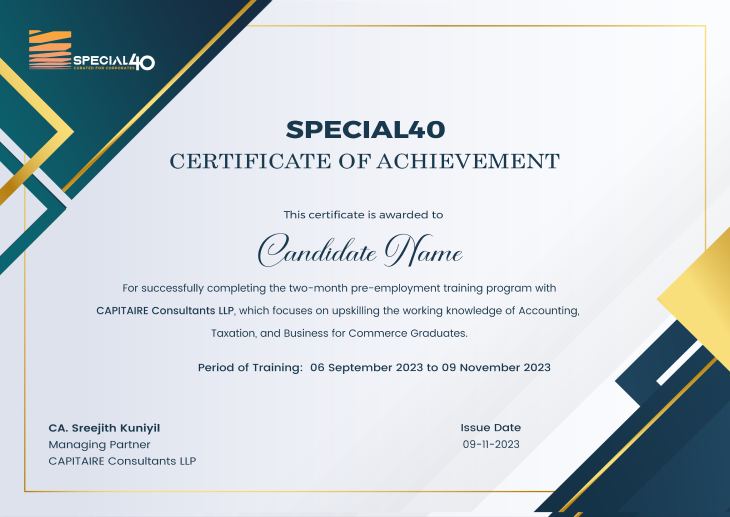 SPECIAL40
CURATED FOR CORPORATES
SPECIAL40
CERTIFICATE OF ACHIEVEMENT
This certificate is awarded to
Candidate Name
For successfully completing the two-month pre-employment training program with
CAPITAIRE Consultants LLP, which focuses on upskilling the working knowledge of Accounting,
Taxation, and Business for Commerce Graduates.
Period of Training: 06 September 2023 to 09 November 2023
CA. Sreejith Kuniyil
Managing Partner
CAPITAIRE Consultants LLP
Issue Date
09-11-2023